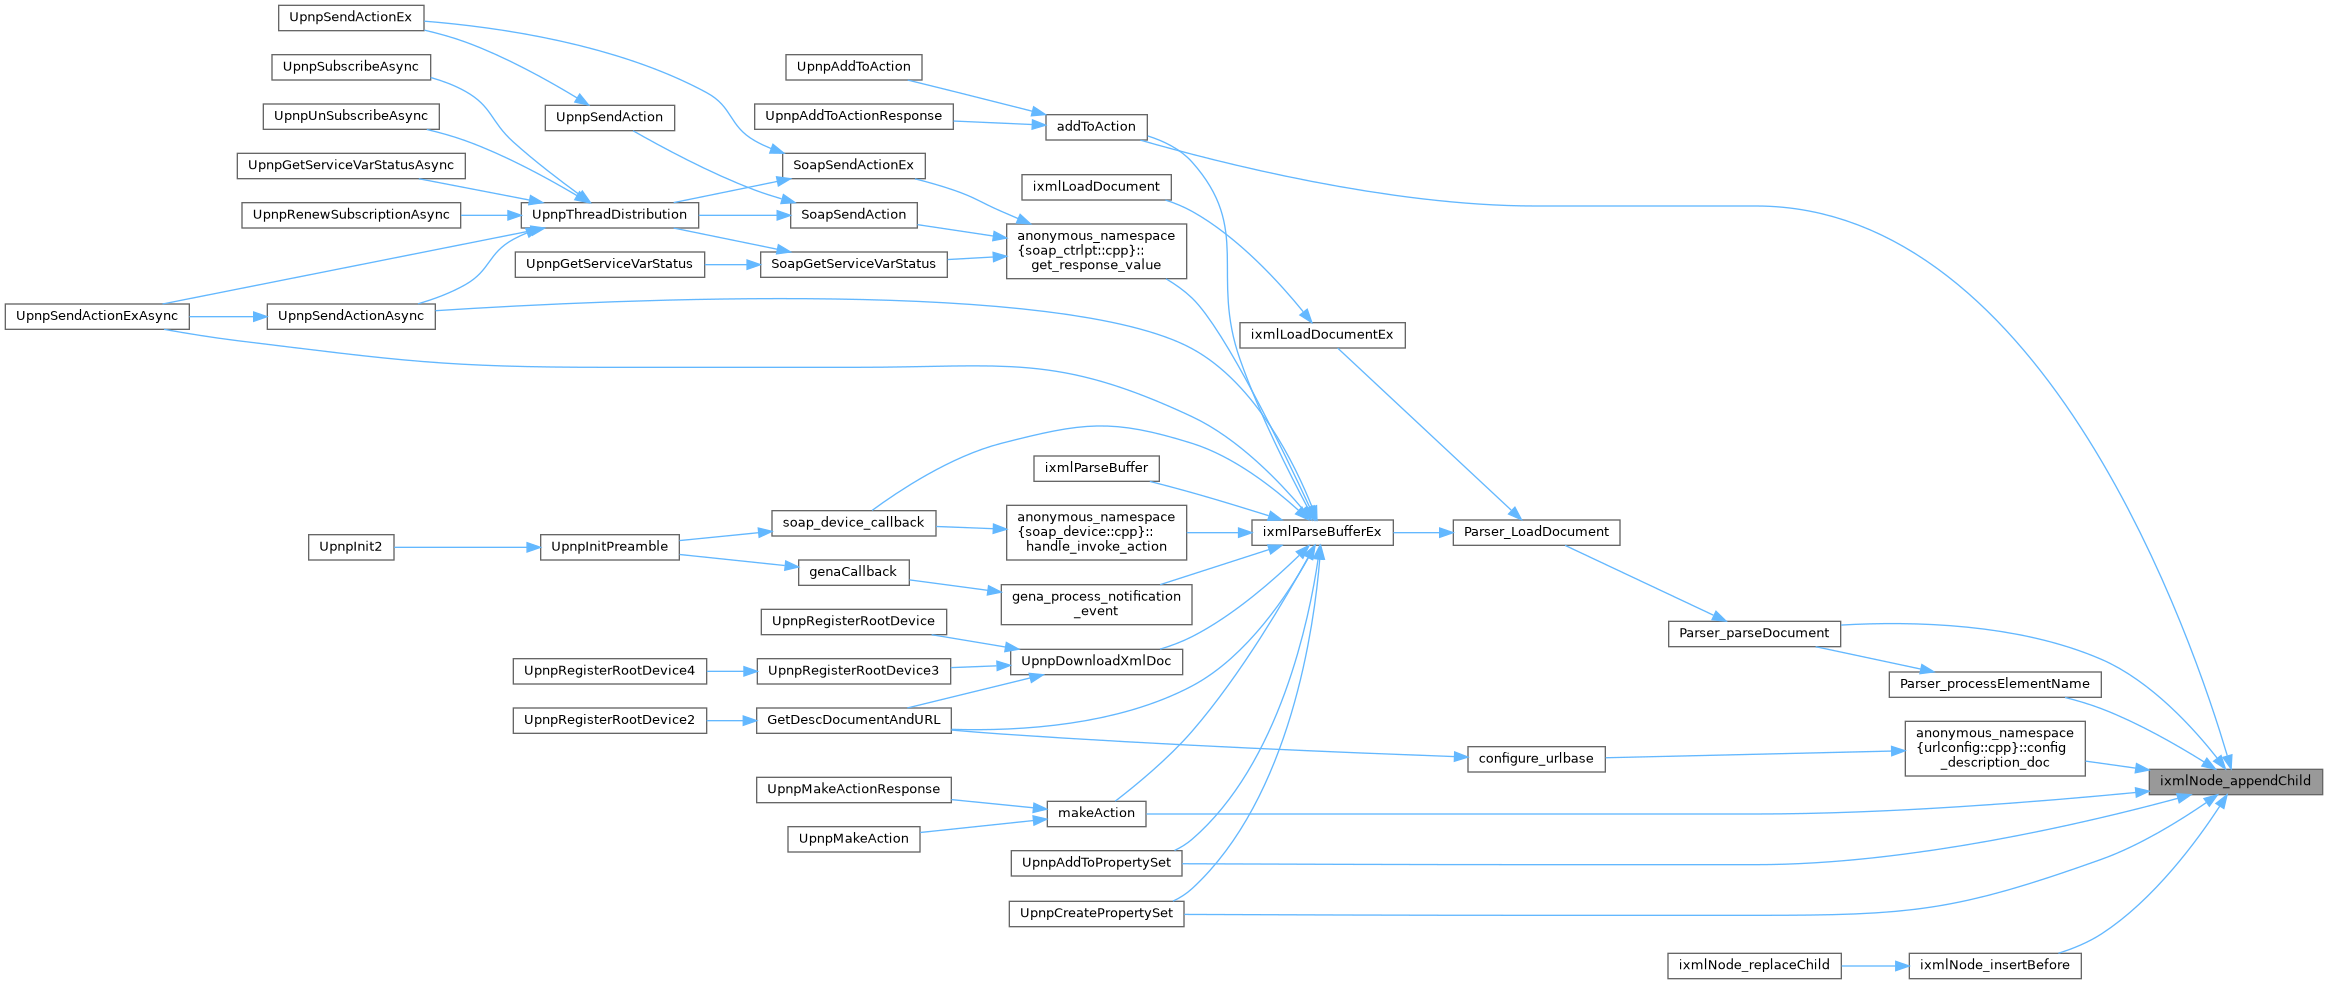 UpnpSendActionEx
UpnpSubscribeAsync
UpnpUnSubscribeAsync
UpnpGetServiceVarStatusAsync
UpnpRenewSubscriptionAsync
UpnpSendActionExAsync
UpnpSendActionAsync
UpnpSendAction
UpnpThreadDistribution
UpnpGetServiceVarStatus
UpnpAddToAction
UpnpAddToActionResponse
SoapSendActionEx
SoapSendAction
SoapGetServiceVarStatus
addToAction
ixmlLoadDocument
anonymous_namespace
{soap_ctrlpt::cpp}::
get_response_value
ixmlLoadDocumentEx
ixmlParseBuffer
soap_device_callback
anonymous_namespace
{soap_device::cpp}::
handle_invoke_action
ixmlParseBufferEx
Parser_LoadDocument
UpnpInit2
UpnpInitPreamble
genaCallback
gena_process_notification
_event
UpnpRegisterRootDevice
UpnpRegisterRootDevice4
UpnpRegisterRootDevice3
UpnpDownloadXmlDoc
UpnpRegisterRootDevice2
GetDescDocumentAndURL
Parser_parseDocument
Parser_processElementName
configure_urlbase
anonymous_namespace
{urlconfig::cpp}::config
_description_doc
ixmlNode_appendChild
UpnpMakeActionResponse
UpnpMakeAction
makeAction
UpnpAddToPropertySet
UpnpCreatePropertySet
ixmlNode_replaceChild
ixmlNode_insertBefore